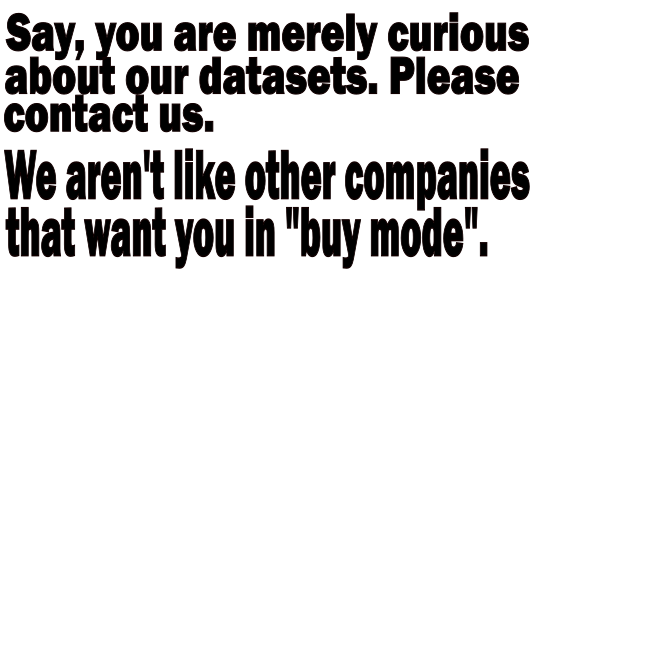 Say, you are merely curious
about our datasets. Please
contact us.
We aren't like other companies
that want you in "buy mode".